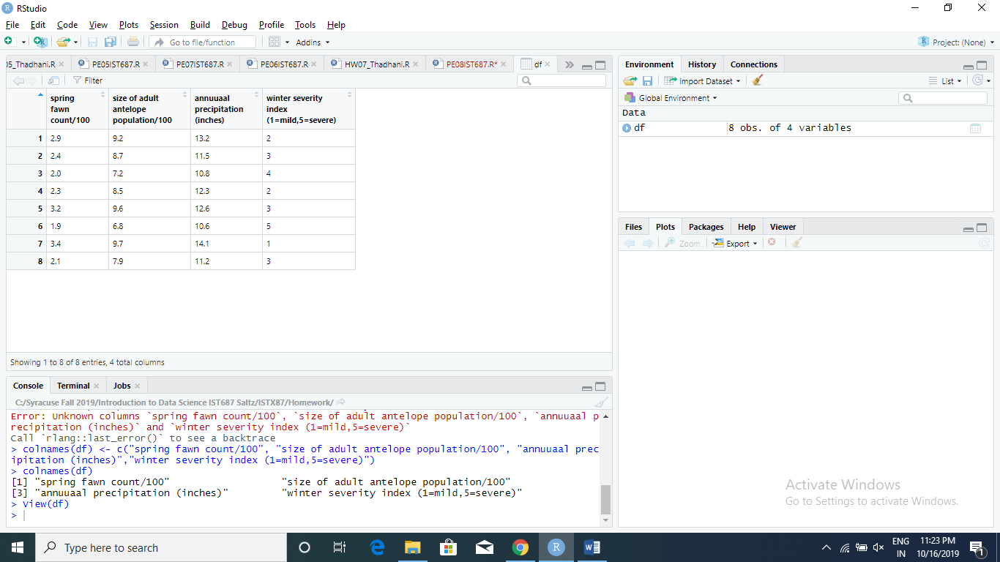 RStudio
File Edit Code View Plots Session Build Debug Profile Tools Help
Go to file/function Addins Project: (None)
05_Thadhani.R PE05IST687.R PE07IST687.R PE06IST687.R HW07_Thadhani.R PE08IST687.R* df
Filter
spring fawn count/100
size of adult antelope population/100
annuuaal precipitation (inches)
winter severity index (1=mild,5=severe)
1 2.9 9.2 13.2 2
2 2.4 8.7 11.5 3
3 2.0 7.2 10.8 4
4 2.3 8.5 12.3 2
5 3.2 9.6 12.6 3
6 1.9 6.8 10.6 5
7 3.4 9.7 14.1 1
8 2.1 7.9 11.2 3
Showing 1 to 8 of 8 entries, 4 total columns
Console Terminal Jobs
C:/Syracuse Fall 2019/Introduction to Data Science IST687 Saltz/ISTX87/Homework/
Error: Unknown columns `spring fawn count/100`, `size of adult antelope population/100`, `annuuaal p
recipitation (inches)` and `winter severity index (1=mild,5=severe)`
Call `rlang::last_error()` to see a backtrace
> colnames(df) <- c("spring fawn count/100", "size of adult antelope population/100", "annuuaal prec
ipitation (inches)","winter severity index (1=mild,5=severe)")
> colnames(df)
[1] "spring fawn count/100" "size of adult antelope population/100"
[3] "annuuaal precipitation (inches)" "winter severity index (1=mild,5=severe)"
> View(df)
>
Environment History Connections
Import Dataset List
Global Environment
Data
df 8 obs. of 4 variables
Files Plots Packages Help Viewer
Zoom Export
Activate Windows
Go to Settings to activate Windows.
Type here to search
ENG 11:23 PM
IN 10/16/2019
1